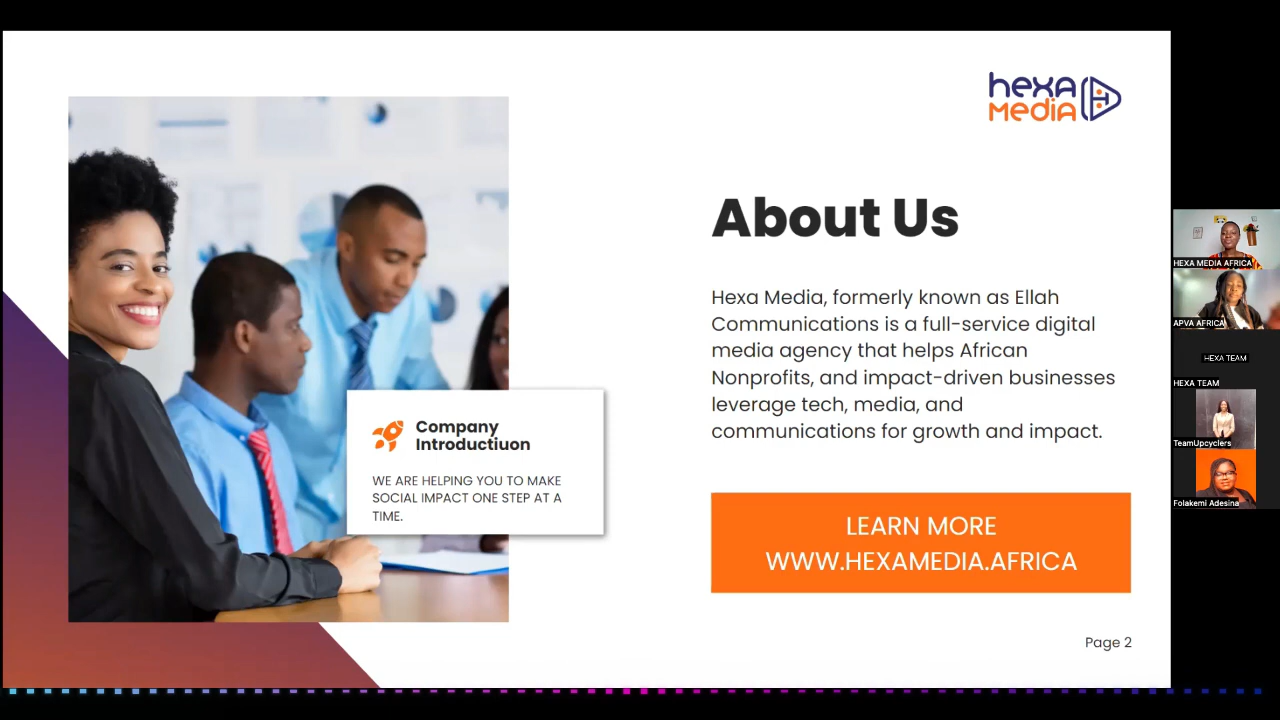 hexa
media
About Us
Hexa Media, formerly known as Ellah
Communications is a full-service digital
media agency that helps African
Nonprofits, and impact-driven businesses
leverage tech, media, and
communications for growth and impact.
Company
Introductiuon
WE ARE HELPING YOU TO MAKE
SOCIAL IMPACT ONE STEP AT A
TIME.
LEARN MORE
WWW.HEXAMEDIA.AFRICA
Page 2
HEXA MEDIA AFRICA
APVA AFRICA
HEXA TEAM
HEXA TEAM
TeamUpcyclers
Folakemi Adesina